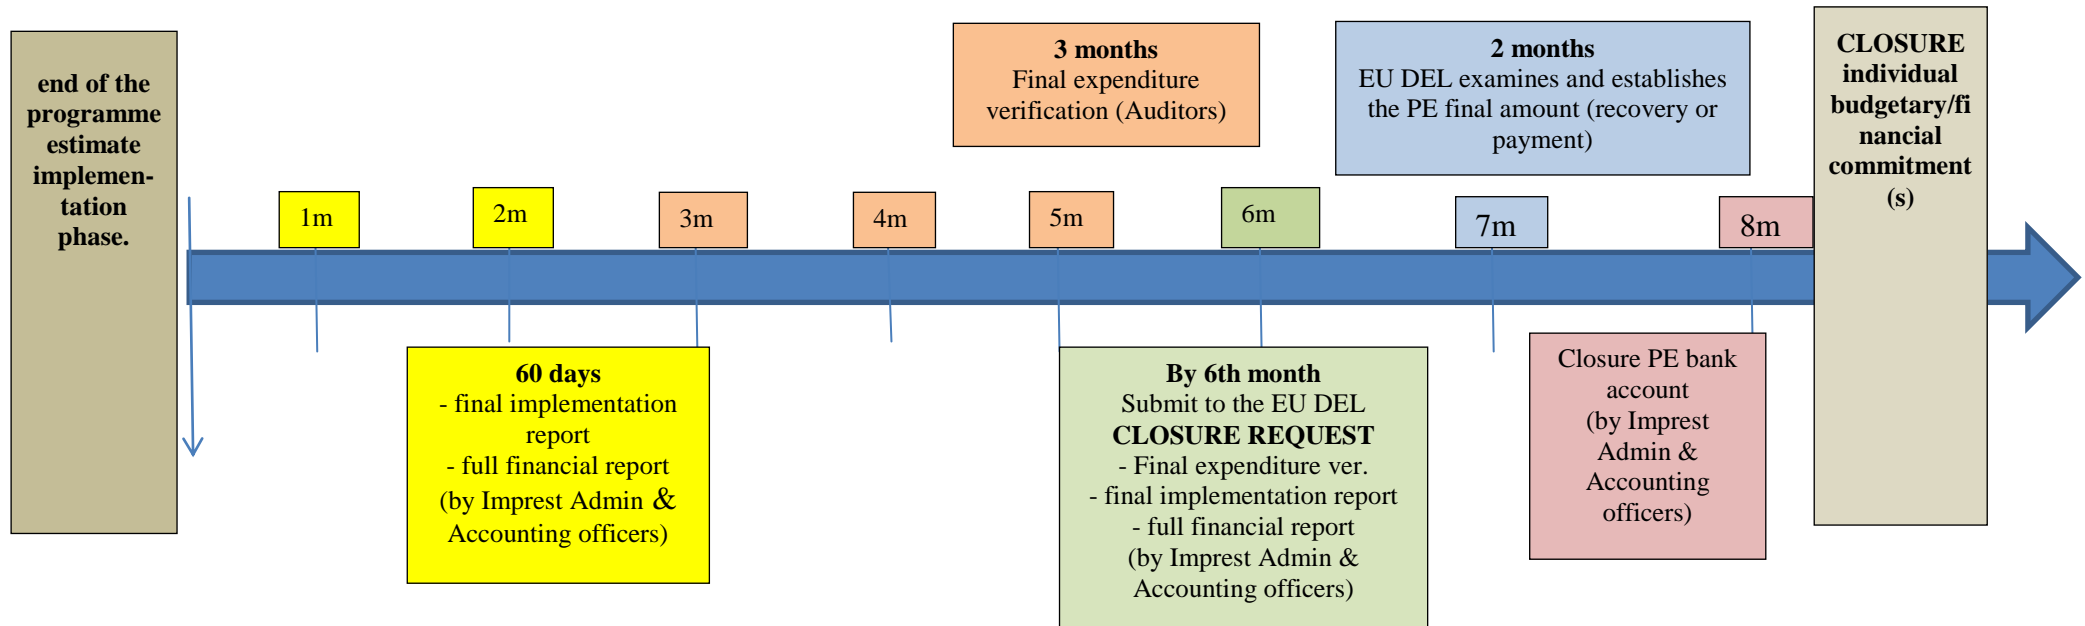 end of the
programme
estimate
implemen-
tation
phase.
3 months
Final expenditure
verification (Auditors)
2 months
EU DEL examines and establishes
the PE final amount (recovery or
payment)
CLOSURE
individual
budgetary/fi
nancial
commitment
(s)
1m
2m
3m
4m
5m
6m
7m
8m
60 days
- final implementation
report
- full financial report
(by Imprest Admin &
Accounting officers)
By 6th month
Submit to the EU DEL
CLOSURE REQUEST
- Final expenditure ver.
- final implementation report
- full financial report
(by Imprest Admin &
Accounting officers)
Closure PE bank
account
(by Imprest
Admin &
Accounting
officers)